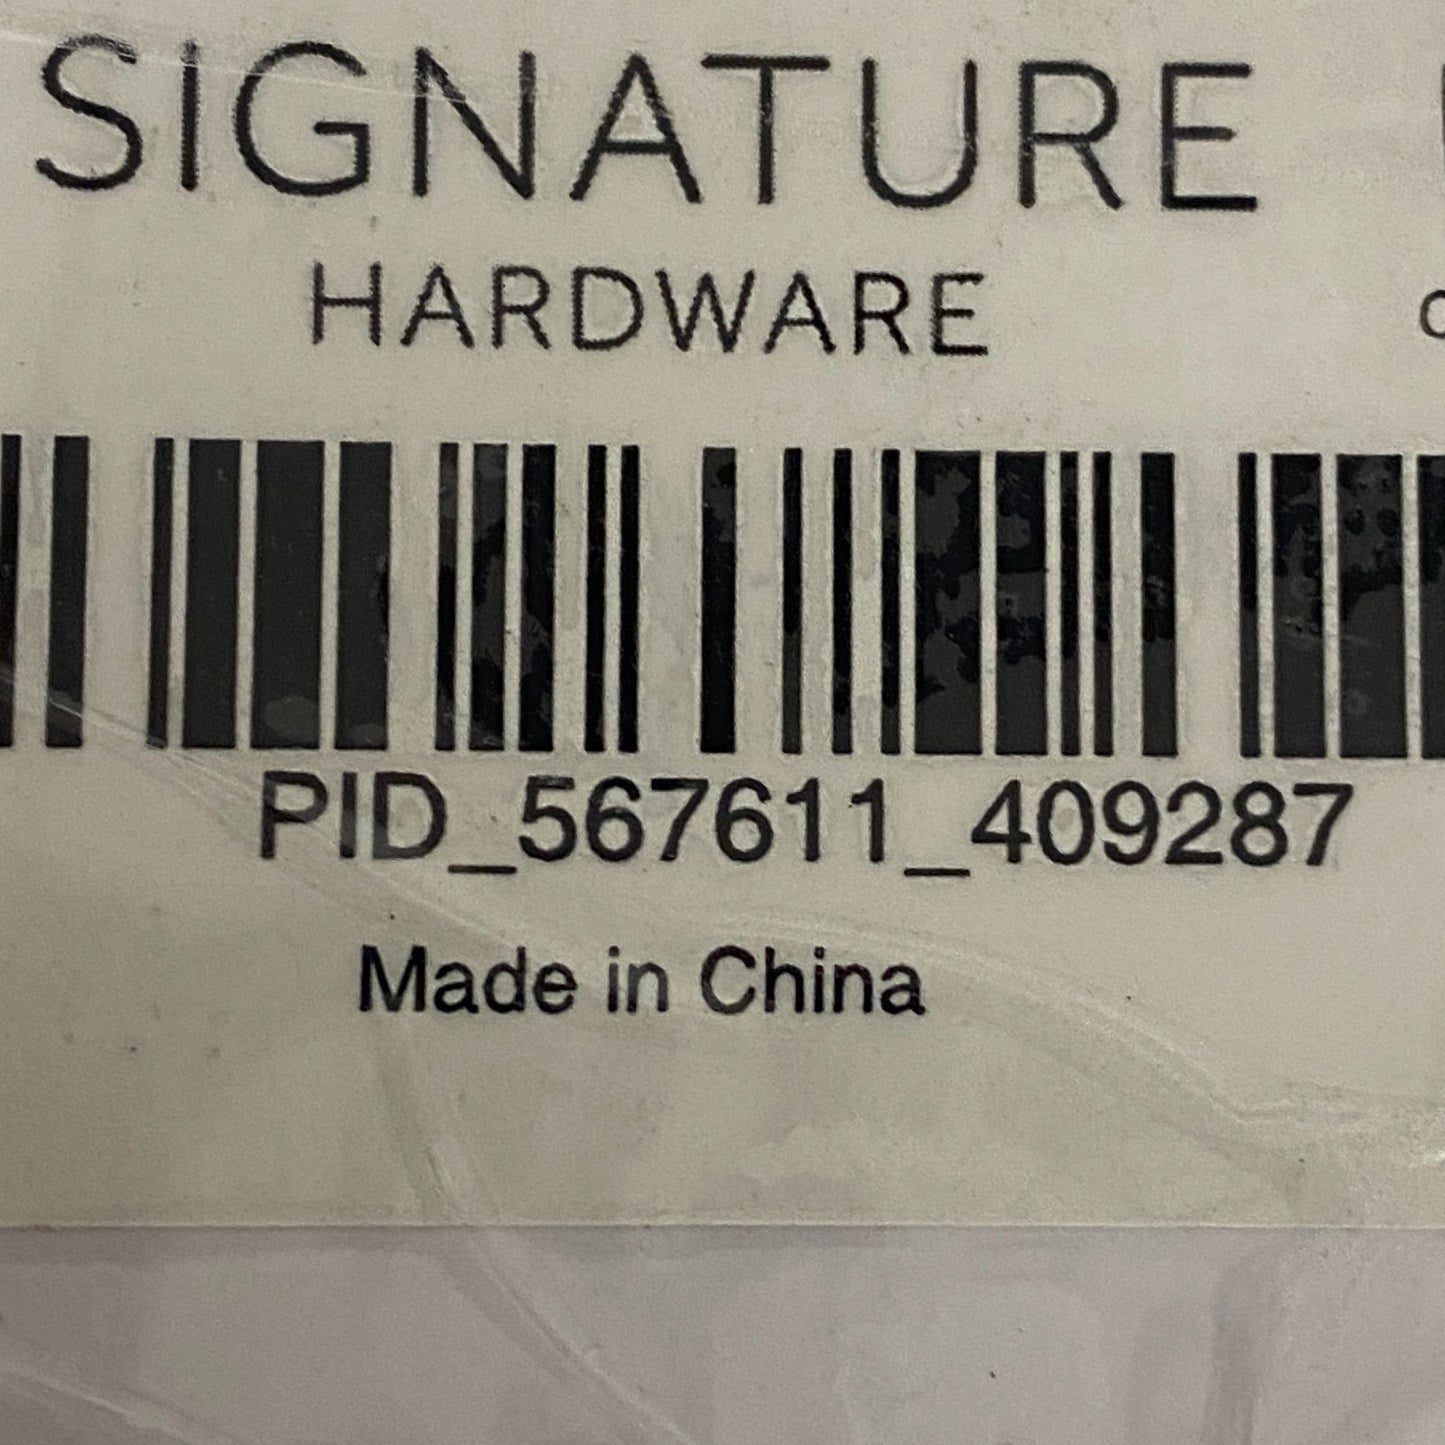 SIGNATURE
HARDWARE
PID_567611_409287
Made in China